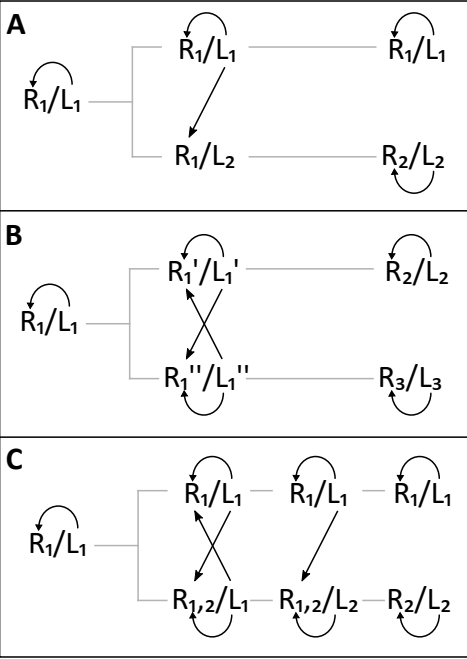 A
R₁/L₁ R₁/L₁
R₁/L₁
R₁/L₂ R₂/L₂
B
R₁'/L₁' R₂/L₂
R₁/L₁
R₁''/L₁'' R₃/L₃
C
R₁/L₁ R₁/L₁ R₁/L₁
R₁/L₁
R₁,₂/L₁ R₁,₂/L₂ R₂/L₂